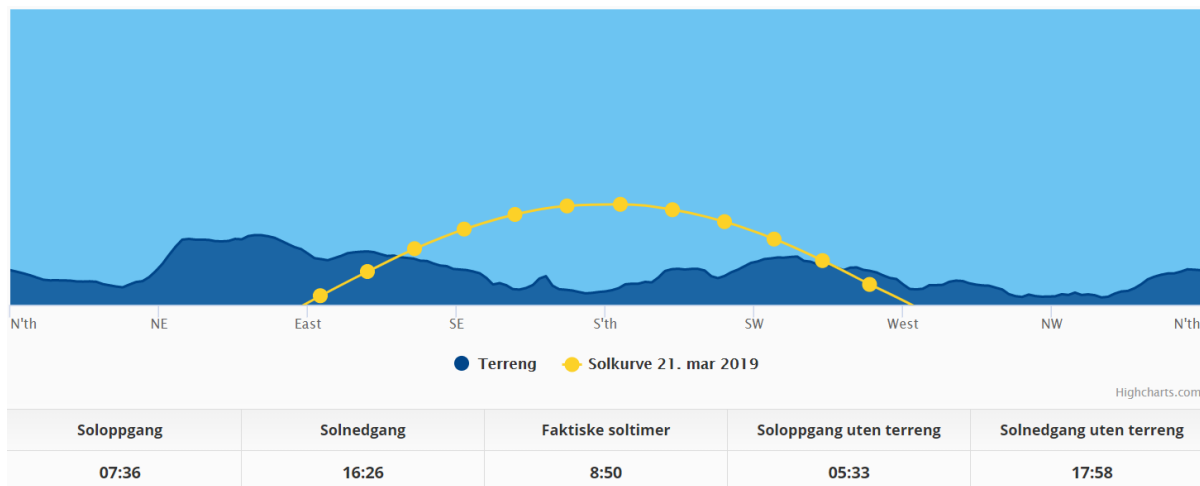 N'th NE East SE S'th SW West NW N'th
Terreng Solkurve 21. mar 2019
Highcharts.com
Soloppgang Solnedgang Faktiske soltimer Soloppgang uten terreng Solnedgang uten terreng
07:36 16:26 8:50 05:33 17:58